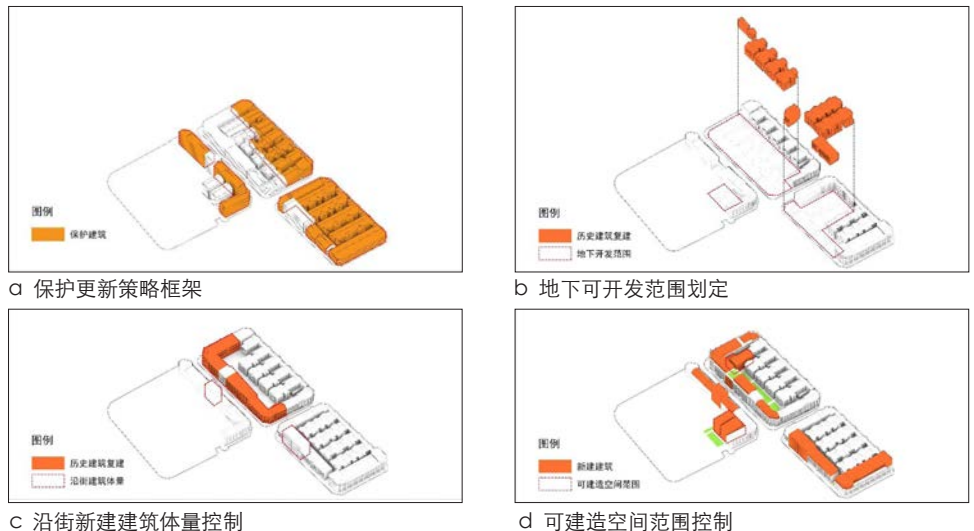 图例
保护建筑
a 保护更新策略框架
图例
历史建筑复建
地下开发范围
b 地下可开发范围划定
图例
历史建筑复建
沿街建筑体量
c 沿街新建建筑体量控制
图例
新建建筑
可建造空间范围
d 可建造空间范围控制